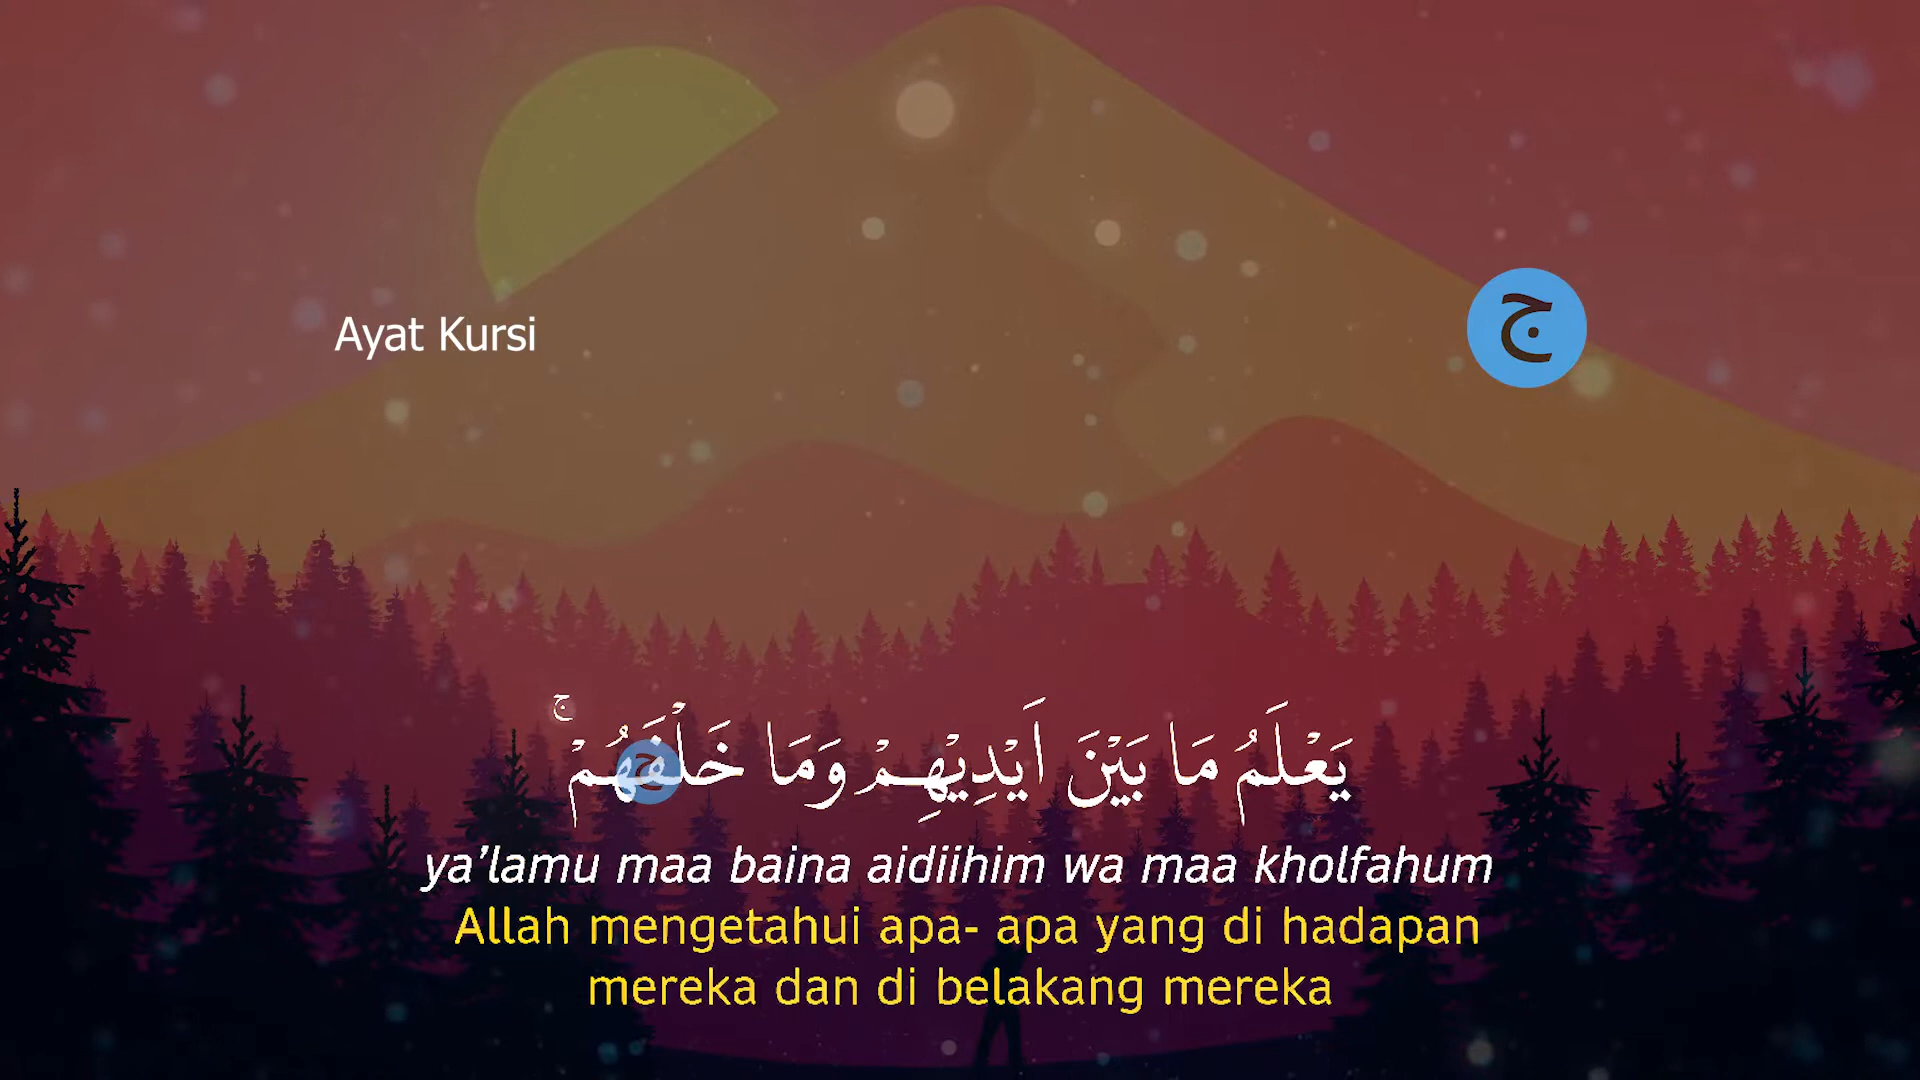 Ayat Kursi
ج
يَعْلَمُ مَا بَيْنَ اَيْدِيْهِمْ وَمَا خَلْفَهُمْۚ
ج
ya’lamu maa baina aidiihim wa maa kholfahum
Allah mengetahui apa- apa yang di hadapan
mereka dan di belakang mereka